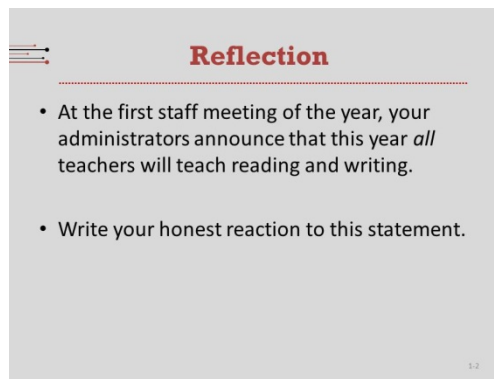 Reflection
• At the first staff meeting of the year, your
administrators announce that this year all
teachers will teach reading and writing.
• Write your honest reaction to this statement.
1-2